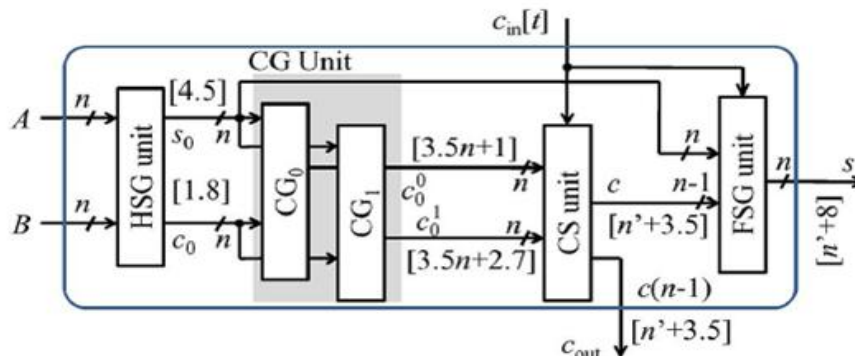 c_in[t]
CG Unit
[4.5]
A n
s_0 n
HSG unit
CG_0
CG_1
[3.5n+1]
n
c_0^0
CS unit
n
FSG unit
n
s
[1.8]
c n-1
c_0^1 n
[n'+3.5]
B n
c_0 n
[3.5n+2.7]
[n'+8]
c(n-1)
[n'+3.5]
c_out